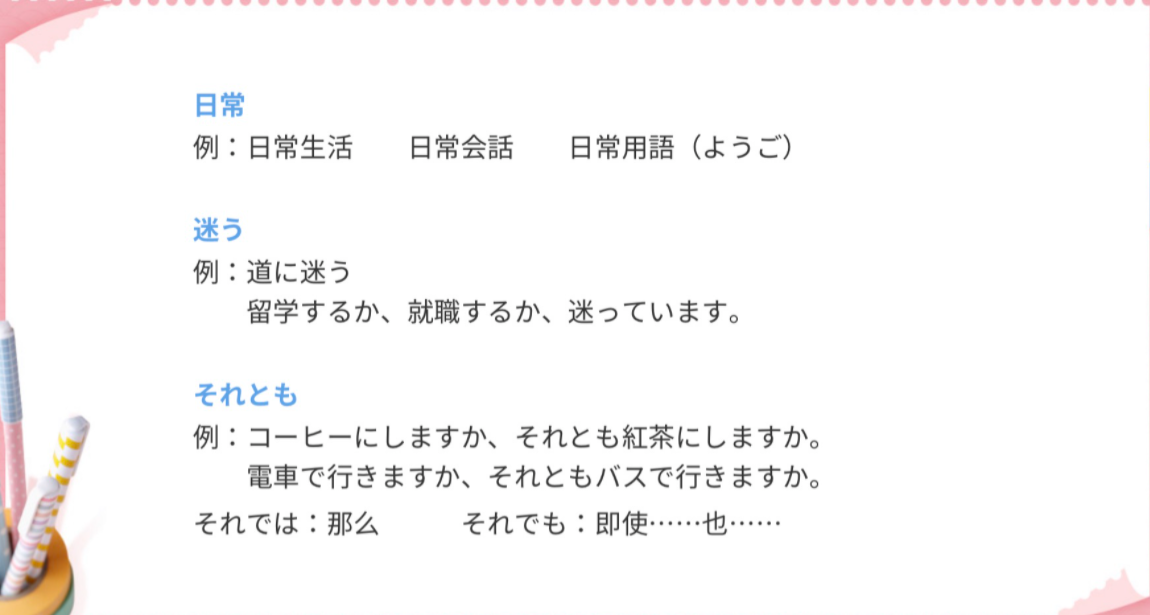 日常
例：日常生活　　日常会話　　日常用語（ようご）
迷う
例：道に迷う
留学するか、就職するか、迷っています。
それとも
例：コーヒーにしますか、それとも紅茶にしますか。
電車で行きますか、それともバスで行きますか。
それでは：那么　　　それでも：即使……也……